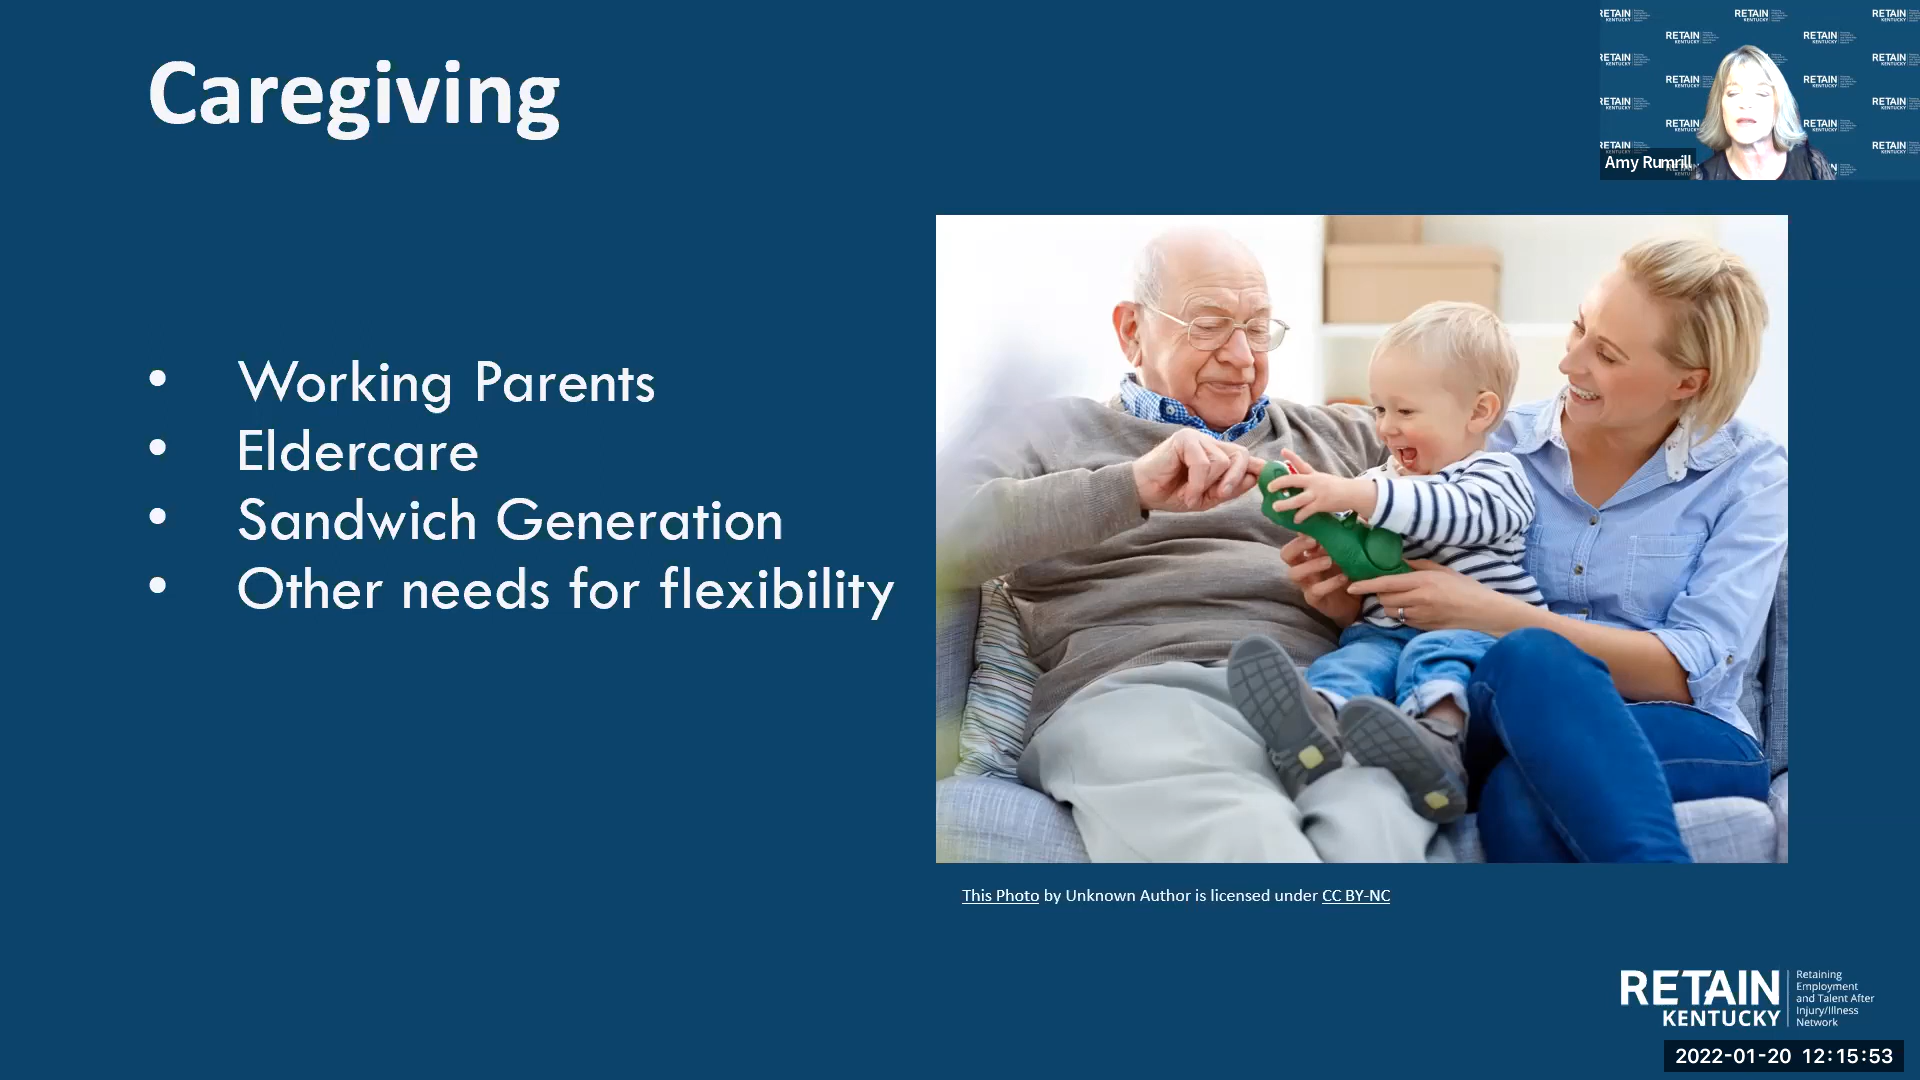 Caregiving
RETAIN
KENTUCKY
Amy Rumrill
• Working Parents
• Eldercare
• Sandwich Generation
• Other needs for flexibility
This Photo by Unknown Author is licensed under CC BY-NC
RETAIN
KENTUCKY
Retaining
Employment
and Talent After
Injury/Illness
Network
2022-01-20 12:15:53